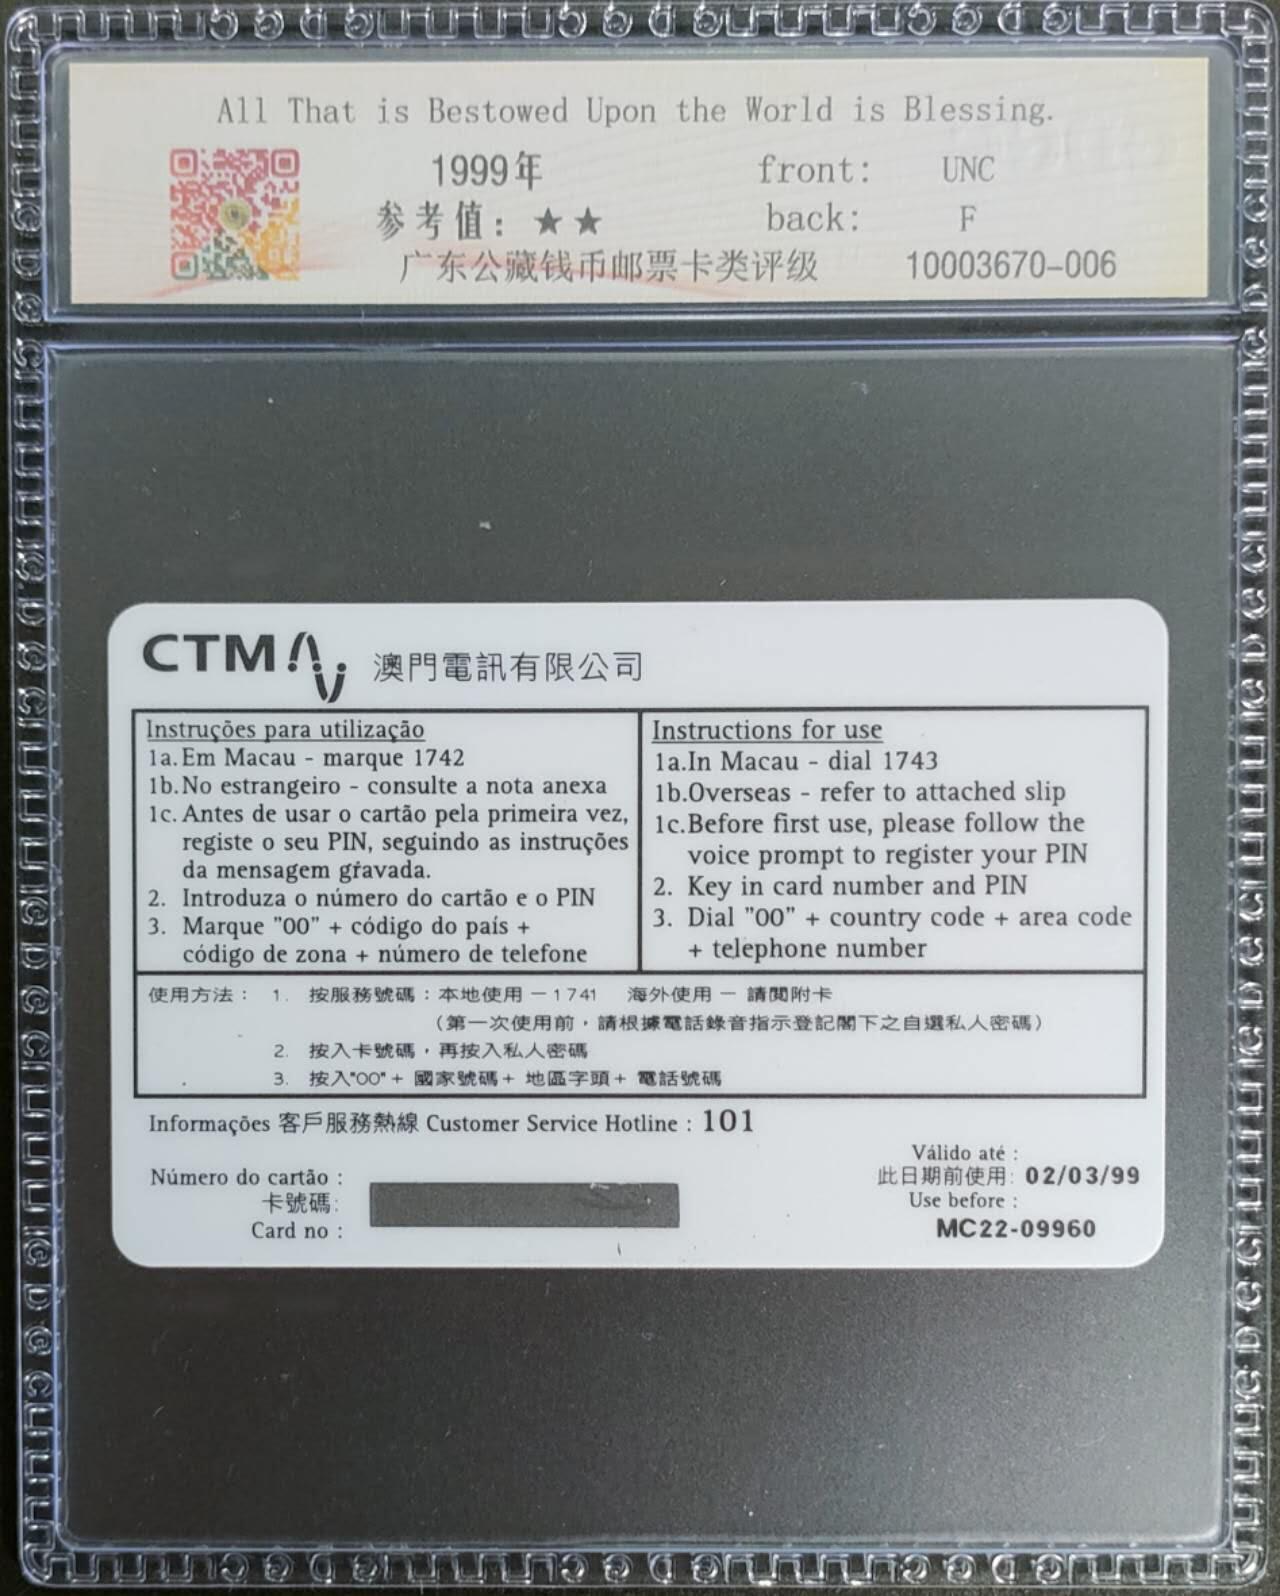 All That is Bestowed Upon the World is Blessing.
1999年 front: UNC
参考值：★★ back: F
广东公藏钱币邮票卡类评级 10003670-006
CTM 澳門電訊有限公司
Instruções para utilização
1a. Em Macau - marque 1742
1b. No estrangeiro - consulte a nota anexa
1c. Antes de usar o cartão pela primeira vez,
registe o seu PIN, seguindo as instruções
da mensagem gravada.
2. Introduza o número do cartão e o PIN
3. Marque "00" + código do país +
código de zona + número de telefone
Instructions for use
1a.In Macau - dial 1743
1b.Overseas - refer to attached slip
1c.Before first use, please follow the
voice prompt to register your PIN
2. Key in card number and PIN
3. Dial "00" + country code + area code
+ telephone number
使用方法： 1. 按服務號碼：本地使用 — 1741 海外使用 — 請閱附卡
（第一次使用前，請根據電話錄音指示登記閣下之自選私人密碼）
2. 按入卡號碼，再按入私人密碼
3. 按入"00" + 國家號碼 + 地區字頭 + 電話號碼
Informações 客戶服務熱線 Customer Service Hotline : 101
Número do cartão :
卡號碼:
Card no :
Válido até :
此日期前使用: 02/03/99
Use before :
MC22-09960